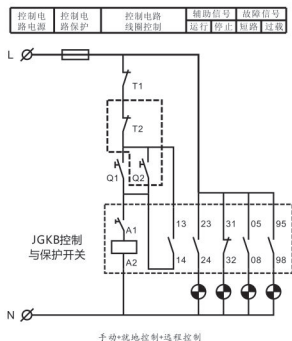 控制电路电源
控制电路保护
控制电路线圈控制
辅助信号
故障信号
运行
停止
短路
过载
L
T1
T2
Q1
Q2
13
23
31
05
95
A1
JGKB控制
与保护开关
A2
14
24
32
08
98
N
手动+就地控制+远程控制